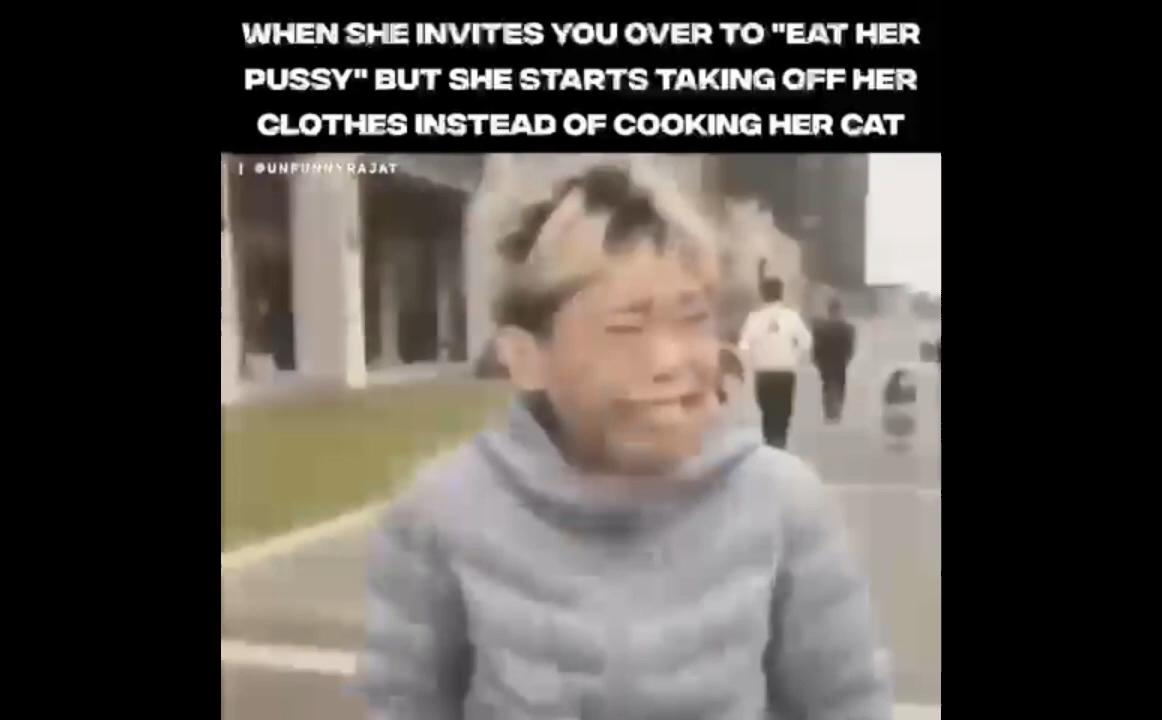 WHEN SHE INVITES YOU OVER TO "EAT HER
PUSSY" BUT SHE STARTS TAKING OFF HER
CLOTHES INSTEAD OF COOKING HER CAT
| @UNFUNNYRAJAT